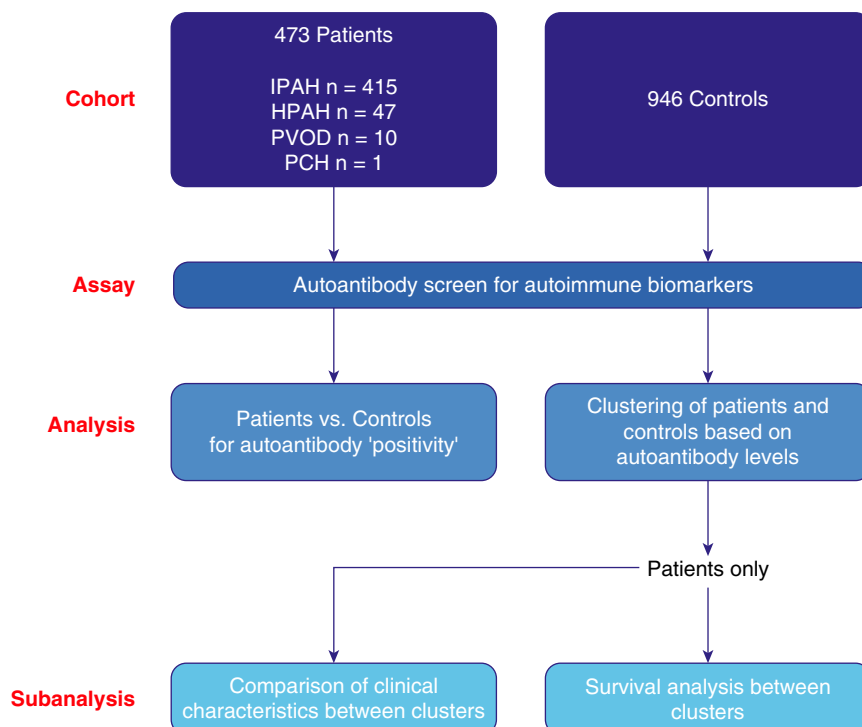 Cohort
473 Patients
IPAH n = 415
HPAH n = 47
PVOD n = 10
PCH n = 1
946 Controls
Assay
Autoantibody screen for autoimmune biomarkers
Analysis
Patients vs. Controls
for autoantibody 'positivity'
Clustering of patients and
controls based on
autoantibody levels
Patients only
Subanalysis
Comparison of clinical
characteristics between clusters
Survival analysis between
clusters